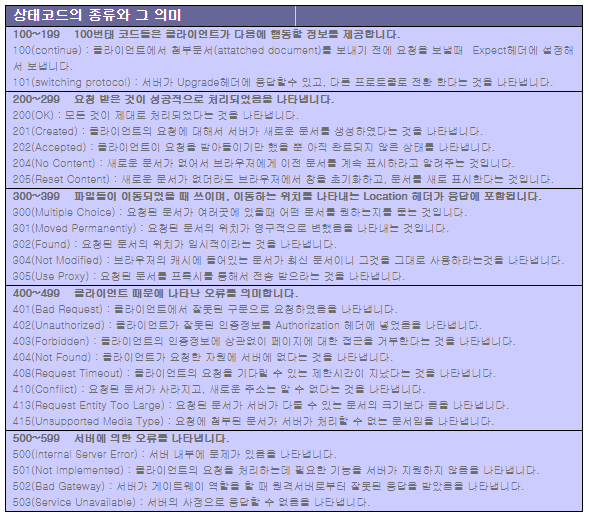 상태코드의 종류와 그 의미
100~199 100번태 코드들은 클라이언트가 다음에 행동할 정보를 제공합니다.
100(continue) : 클라이언트에서 첨부문서(attatched document)를 보내기 전에 요청을 보낼때 Expect헤더에 설정해
서 보냅니다.
101(switching protocol) : 서버가 Upgrade헤더에 응답할수 있고, 다른 프로토콜로 전환 한다는 것을 나타냅니다.
200~299 요청 받은 것이 성공적으로 처리되었음을 나타냅니다.
200(OK) : 모든 것이 제대로 처리되었다는 것을 나타냅니다.
201(Created) : 클라이언트의 요청에 대해서 서버가 새로운 문서를 생성하였다는 것을 나타냅니다.
202(Accepted) : 클라이언트이 요청을 받아들이기만 했을 뿐 아직 완료되지 않은 상태를 나타냅니다.
204(No Content) : 새로운 문서가 없어서 브라우저에게 이전 문서를 계속 표시하라고 알려주는 것입니다.
205(Reset Content) : 새로운 문서가 없더라도 브라우저에서 창을 초기화하고, 문서를 새로 표시한다는 것입니다.
300~399 파일들이 이동되었을 때 쓰이며, 이동하는 위치를 나타내는 Location 헤더가 응답에 포함됩니다.
300(Multiple Choice) : 요청된 문서가 여러곳에 있을때 어떤 문서를 원하는지를 묻는 것입니다.
301(Moved Permanently) : 요청된 문서의 위치가 영구적으로 변했음을 나타내는 것입니다.
302(Found) : 요청된 문서의 위치가 일시적이라는 것을 나타냅니다.
304(Not Modified) : 브라우저의 캐시에 들어있는 문서가 최신 문서이니 그것을 그대로 사용하라는것을 나타냅니다.
305(Use Proxy) : 요청된 문서를 프록시를 통해서 전송 받으라는 것을 나타냅니다.
400~499 클라이언트 때문에 나타난 오류를 의미합니다.
401(Bad Request) : 클라이언트에서 잘못된 구문으로 요청하였음을 나타냅니다.
402(Unauthorized) : 클라이언트가 잘못된 인증정보를 Authorization 헤더에 넣었음을 나타냅니다.
403(Forbidden) : 클라이언트의 인증정보에 상관없이 페이지에 대한 접근을 거부한다는 것을 나타냅니다.
404(Not Found) : 클라이언트가 요청한 자원에 서버에 없다는 것을 나타냅니다.
408(Request Timeout) : 클라이언트의 요청을 기다릴 수 있는 제한시간이 지났다는 것을 나타냅니다.
410(Conflict) : 요청된 문서가 사라지고, 새로운 주소는 알 수 없다는 것을 나타냅니다.
413(Request Entity Too Large) : 요청된 문서가 서버가 다룰 수 있는 문서의 크기보다 큼을 나타냅니다.
415(Unsupported Media Type) : 요청에 첨부된 문서가 서버가 처리할 수 없는 문서임을 나타냅니다.
500~599 서버에 의한 오류를 나타냅니다.
500(Internal Server Error) : 서버 내부에 문제가 있음을 나타냅니다.
501(Not Implemented) : 클라이언트의 요청을 처리하는데 필요한 기능을 서버가 지원하지 않음을 나타냅니다.
502(Bad Gateway) : 서버가 게이트웨이 역할을 할 때 원격서버로부터 잘못된 응답을 받았음을 나타냅니다.
503(Service Unavailable) : 서버의 사정으로 응답할 수 없음을 나타냅니다.